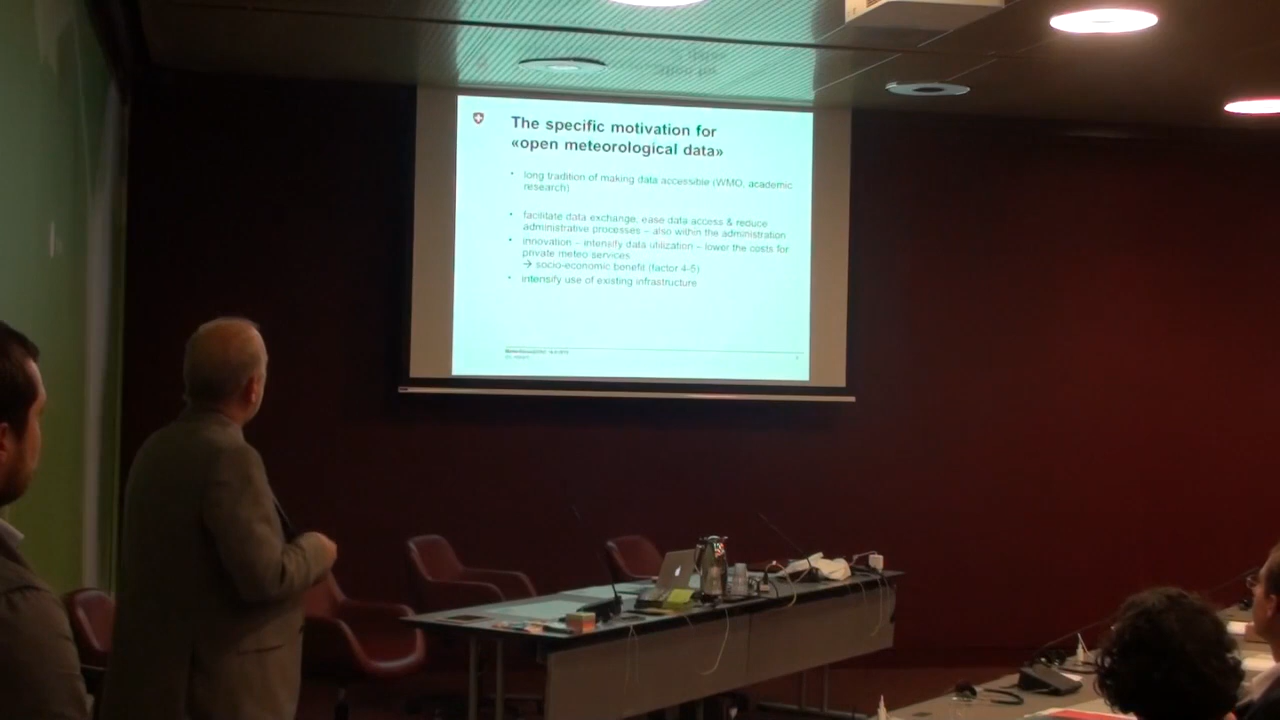 The specific motivation for
«open meteorological data»
• long tradition of making data accessible (WMO, academic
research)
• facilitate data exchange, ease data access & reduce
administrative processes – also within the administration
• innovation – intensify data utilization – lower the costs for
private meteo services
→ socio-economic benefit (factor 4-5)
• intensify use of existing infrastructure